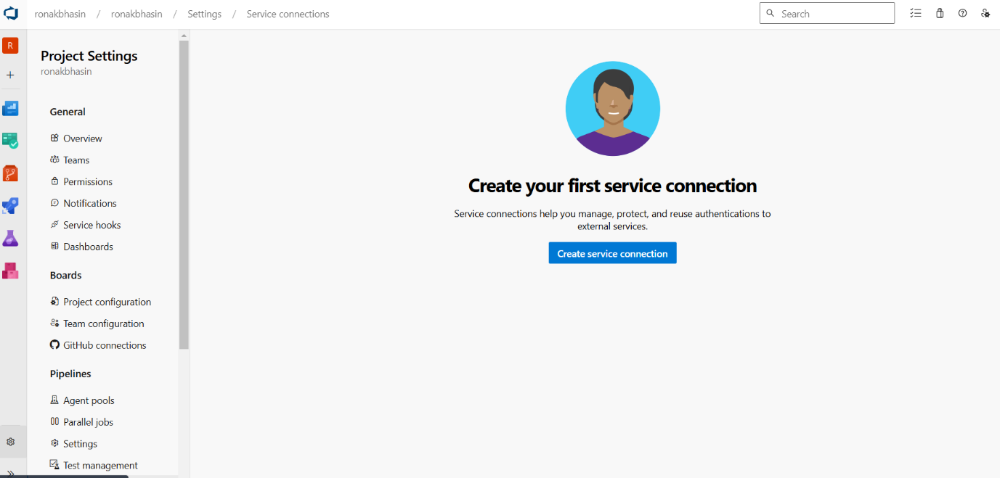 ronakbhasin / ronakbhasin / Settings / Service connections
Search
R
Project Settings
ronakbhasin
General
Overview
Teams
Permissions
Notifications
Service hooks
Dashboards
Boards
Project configuration
Team configuration
GitHub connections
Pipelines
Agent pools
Parallel jobs
Settings
Test management
Create your first service connection
Service connections help you manage, protect, and reuse authentications to
external services.
Create service connection